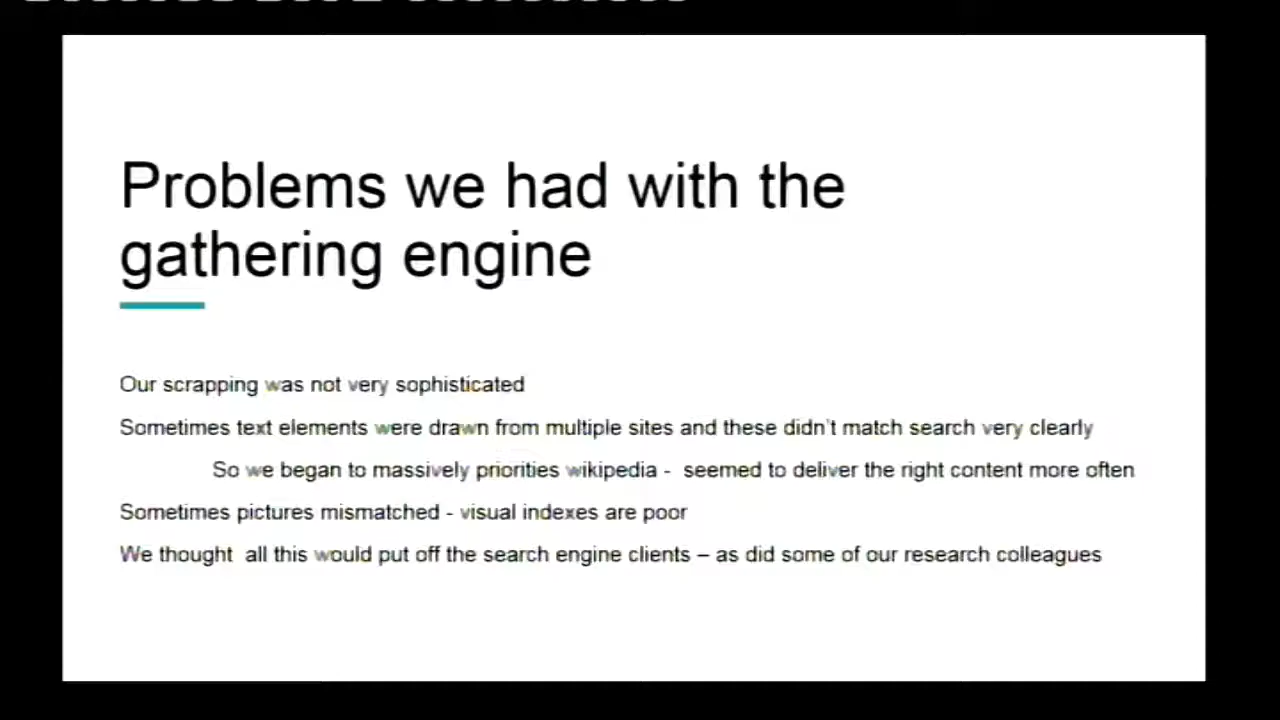 Problems we had with the
gathering engine
Our scrapping was not very sophisticated
Sometimes text elements were drawn from multiple sites and these didn't match search very clearly
So we began to massively priorities wikipedia - seemed to deliver the right content more often
Sometimes pictures mismatched - visual indexes are poor
We thought all this would put off the search engine clients – as did some of our research colleagues